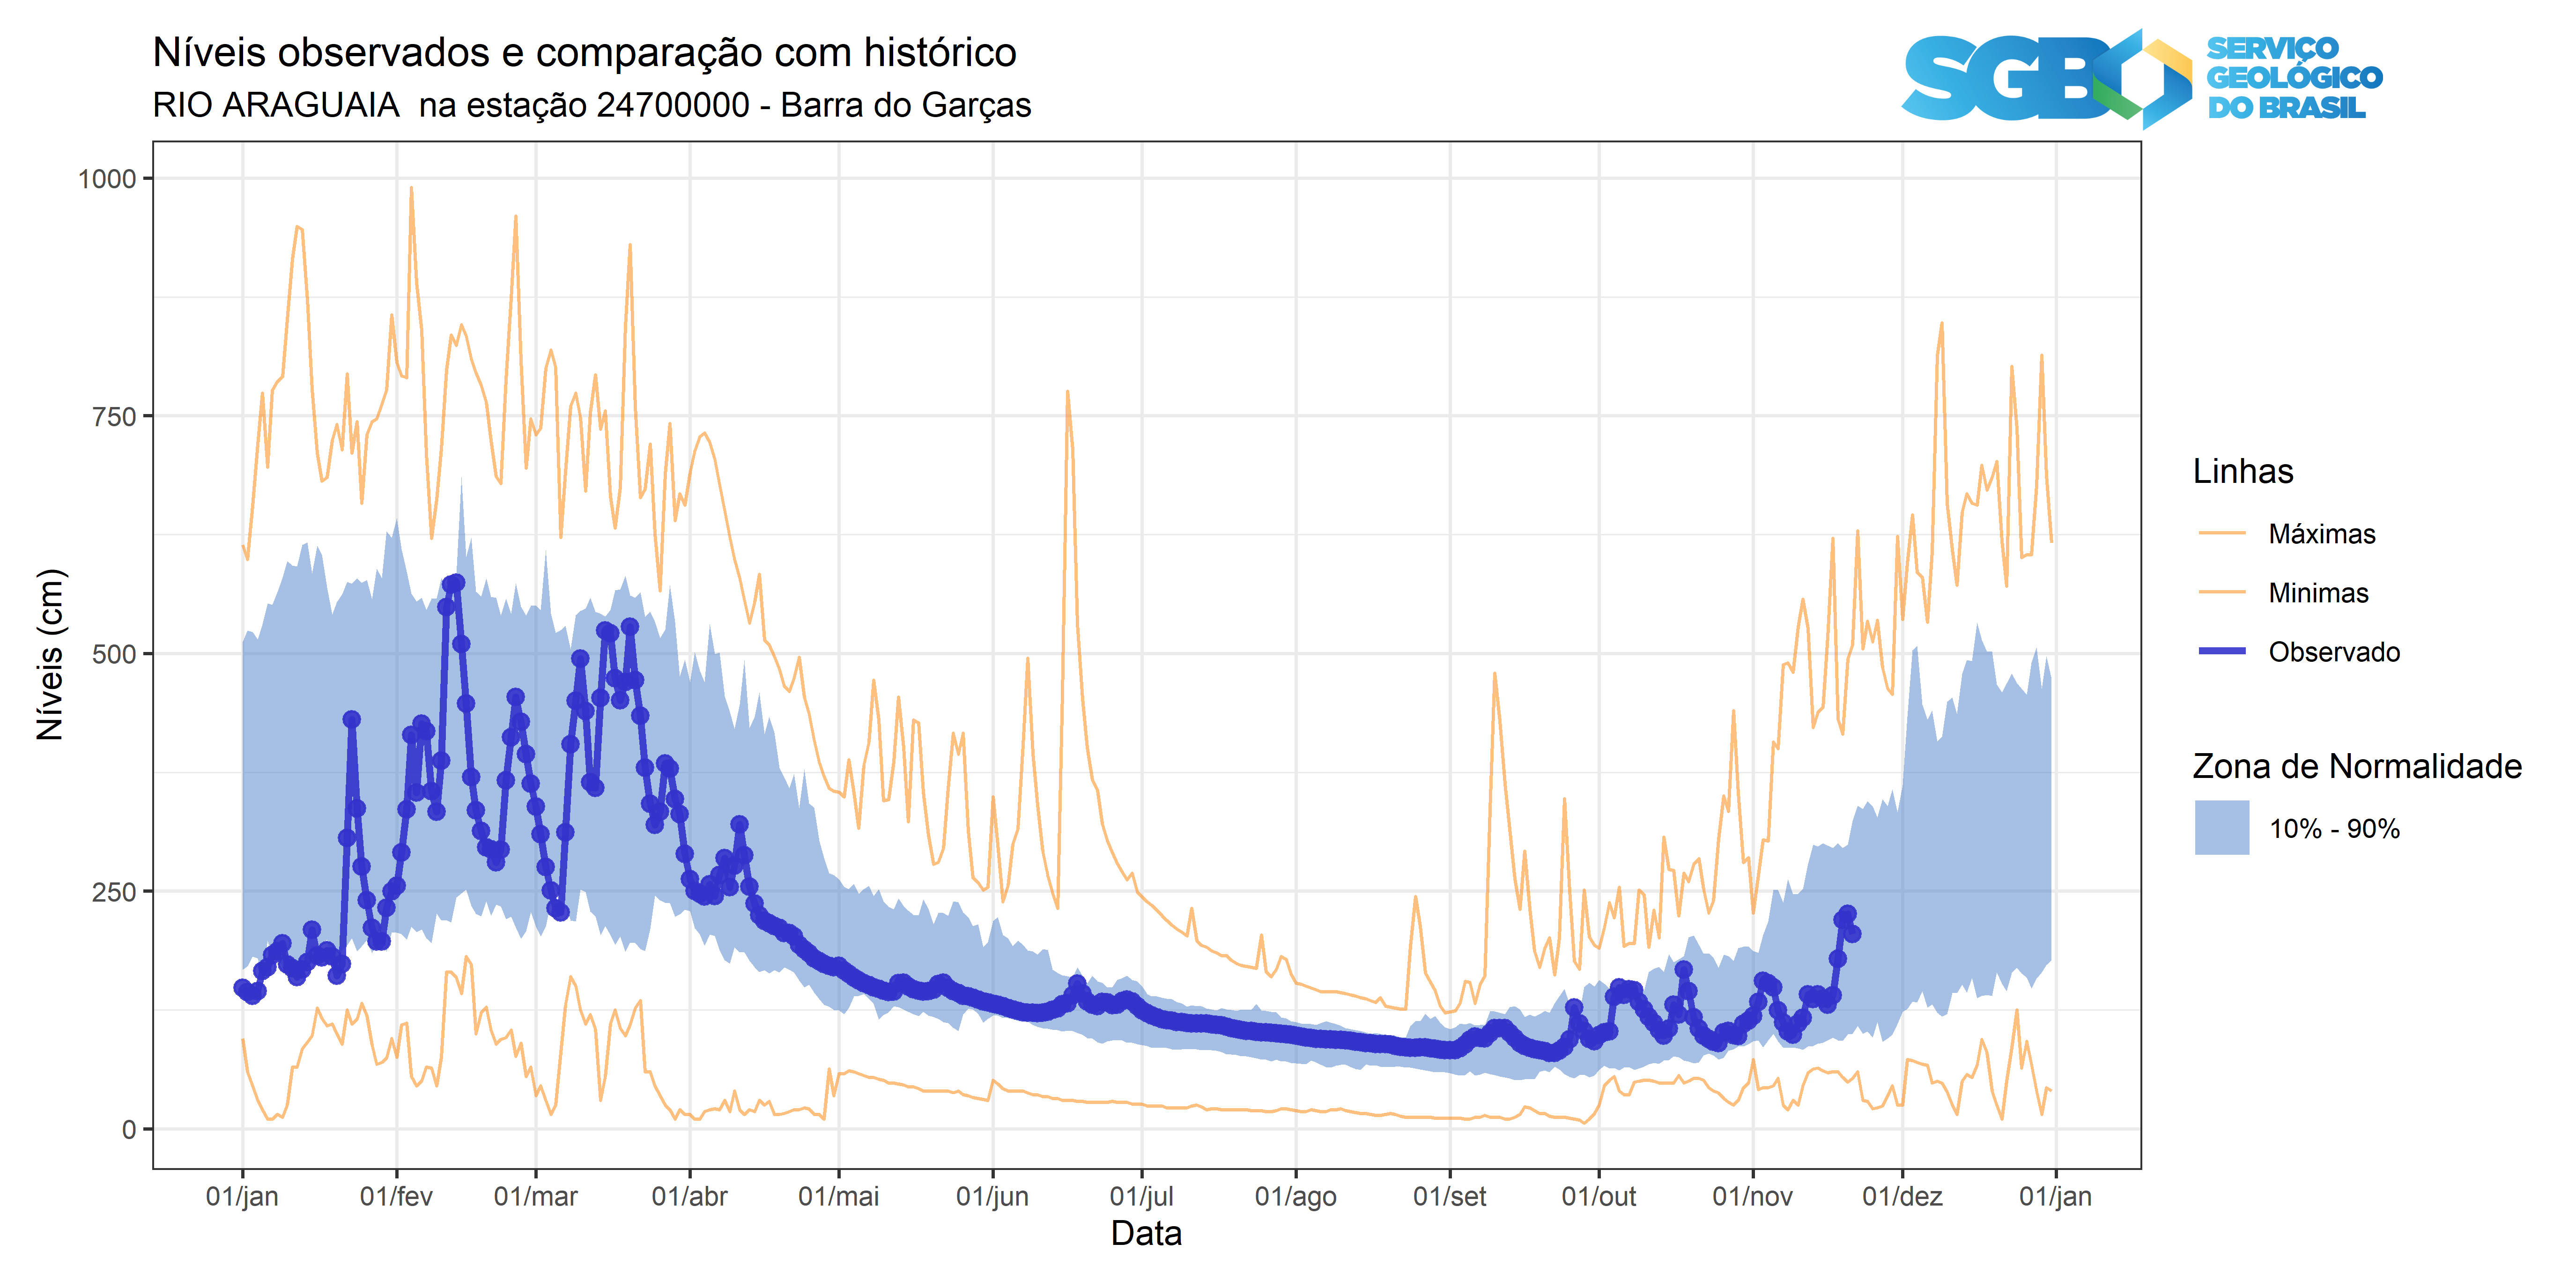 Níveis observados e comparação com histórico
RIO ARAGUAIA  na estação 24700000 - Barra do Garças
SGB
SERVIÇO
GEOLÓGICO
DO BRASIL
Níveis (cm)
1000
750
500
250
0
01/jan
01/fev
01/mar
01/abr
01/mai
01/jun
01/jul
01/ago
01/set
01/out
01/nov
01/dez
01/jan
Data
Linhas
Máximas
Minimas
Observado
Zona de Normalidade
10% - 90%